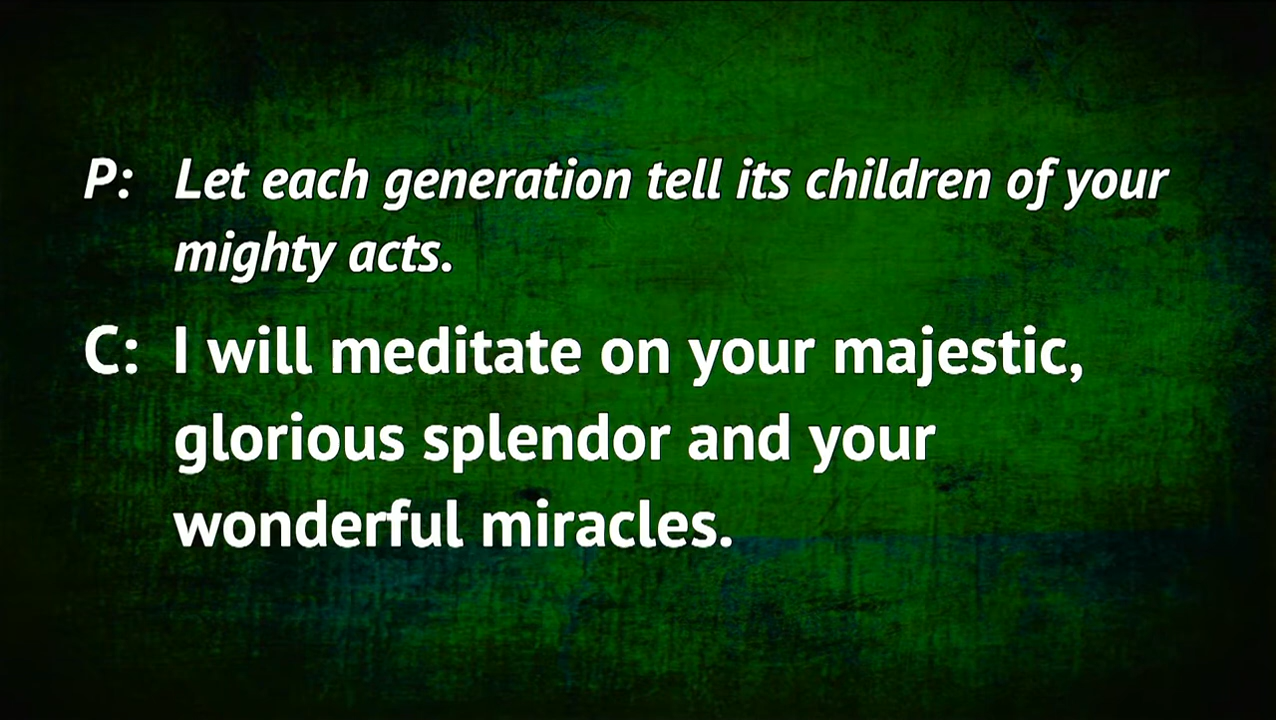 P: Let each generation tell its children of your
mighty acts.
C: I will meditate on your majestic,
glorious splendor and your
wonderful miracles.